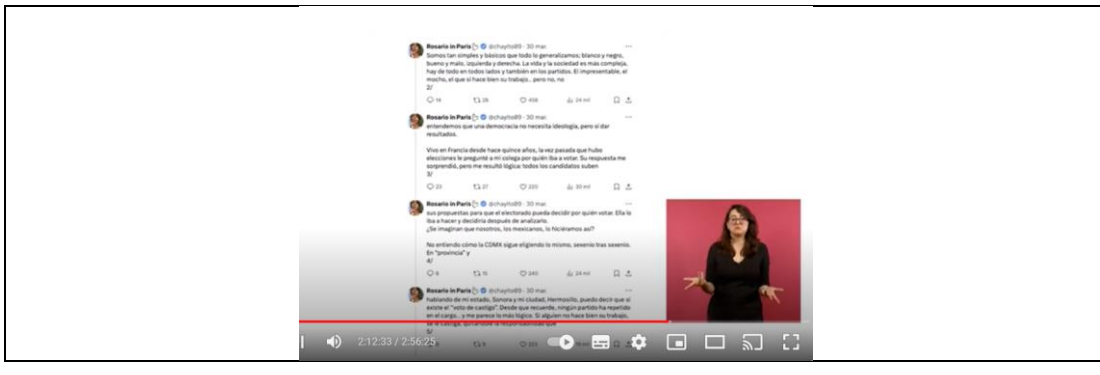 Rosario in Paris @chayito89 · 30 mar.
Somos tan simples y básicos que todo lo generalizamos; blanco y negro,
bueno y malo, izquierda y derecha. La vida y la sociedad es más compleja,
hay de todo en todos lados y también en los partidos. El impresentable, el
mocho, el que sí hace bien su trabajo... pero no, no
2/
14 26 24 mil
Rosario in Paris @chayito89 · 30 mar.
entendemos que una democracia no necesita ideología, pero sí dar
resultados.
Vivo en Francia desde hace quince años, la vez pasada que hubo
elecciones le pregunté a mi colega por quién iba a votar. Su respuesta me
sorprendió, pero me resultó lógica: todos los candidatos suben
3/
23 27 220 30 mil
Rosario in Paris @chayito89 · 30 mar.
sus propuestas para que el electorado pueda decidir por quién votar. Ella lo
iba a hacer y decidiría después de analizarlo.
¿Se imaginan que nosotros, los mexicanos, lo hiciéramos así?
No entiendo cómo la CDMX sigue eligiendo lo mismo, sexenio tras sexenio.
En "provincia" y
4/
15 240 24 mil
Rosario in Paris @chayito89 · 30 mar.
hablando de mi estado, Sonora y mi ciudad, Hermosillo, puedo decir que sí
existe el "voto de castigo". Desde que recuerde, ningún partido ha repetido
en el cargo... y me parece lo más lógico. Si alguien no hace bien su trabajo,
se le castiga, quitándole la responsabilidad que
5/
2:12:33 / 2:56:25